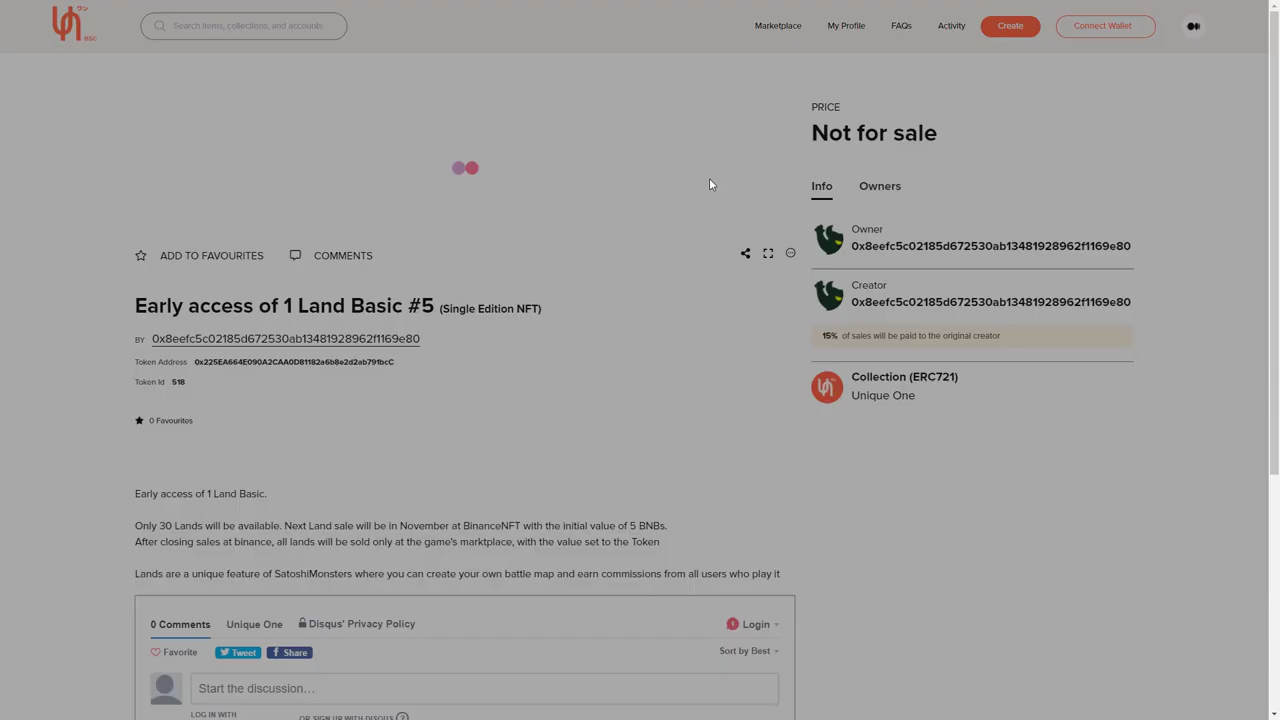 ワン
BSC
Search items, collections, and accounts
Marketplace
My Profile
FAQs
Activity
Create
Connect Wallet
PRICE
Not for sale
Info
Owners
Owner
0x8eefc5c02185d672530ab13481928962f1169e80
Creator
0x8eefc5c02185d672530ab13481928962f1169e80
15% of sales will be paid to the original creator
Collection (ERC721)
Unique One
ADD TO FAVOURITES
COMMENTS
Early access of 1 Land Basic #5 (Single Edition NFT)
BY 0x8eefc5c02185d672530ab13481928962f1169e80
Token Address 0x225EA664E090A2CAA0D81182a6b8e2d2ab791bcC
Token Id 518
0 Favourites
Early access of 1 Land Basic.
Only 30 Lands will be available. Next Land sale will be in November at BinanceNFT with the initial value of 5 BNBs.
After closing sales at binance, all lands will be sold only at the game's marktplace, with the value set to the Token
Lands are a unique feature of SatoshiMonsters where you can create your own battle map and earn commissions from all users who play it
0 Comments
Unique One
Disqus' Privacy Policy
1
Login
Favorite
Tweet
f Share
Sort by Best
Start the discussion…
LOG IN WITH
OR SIGN UP WITH DISQUS ?